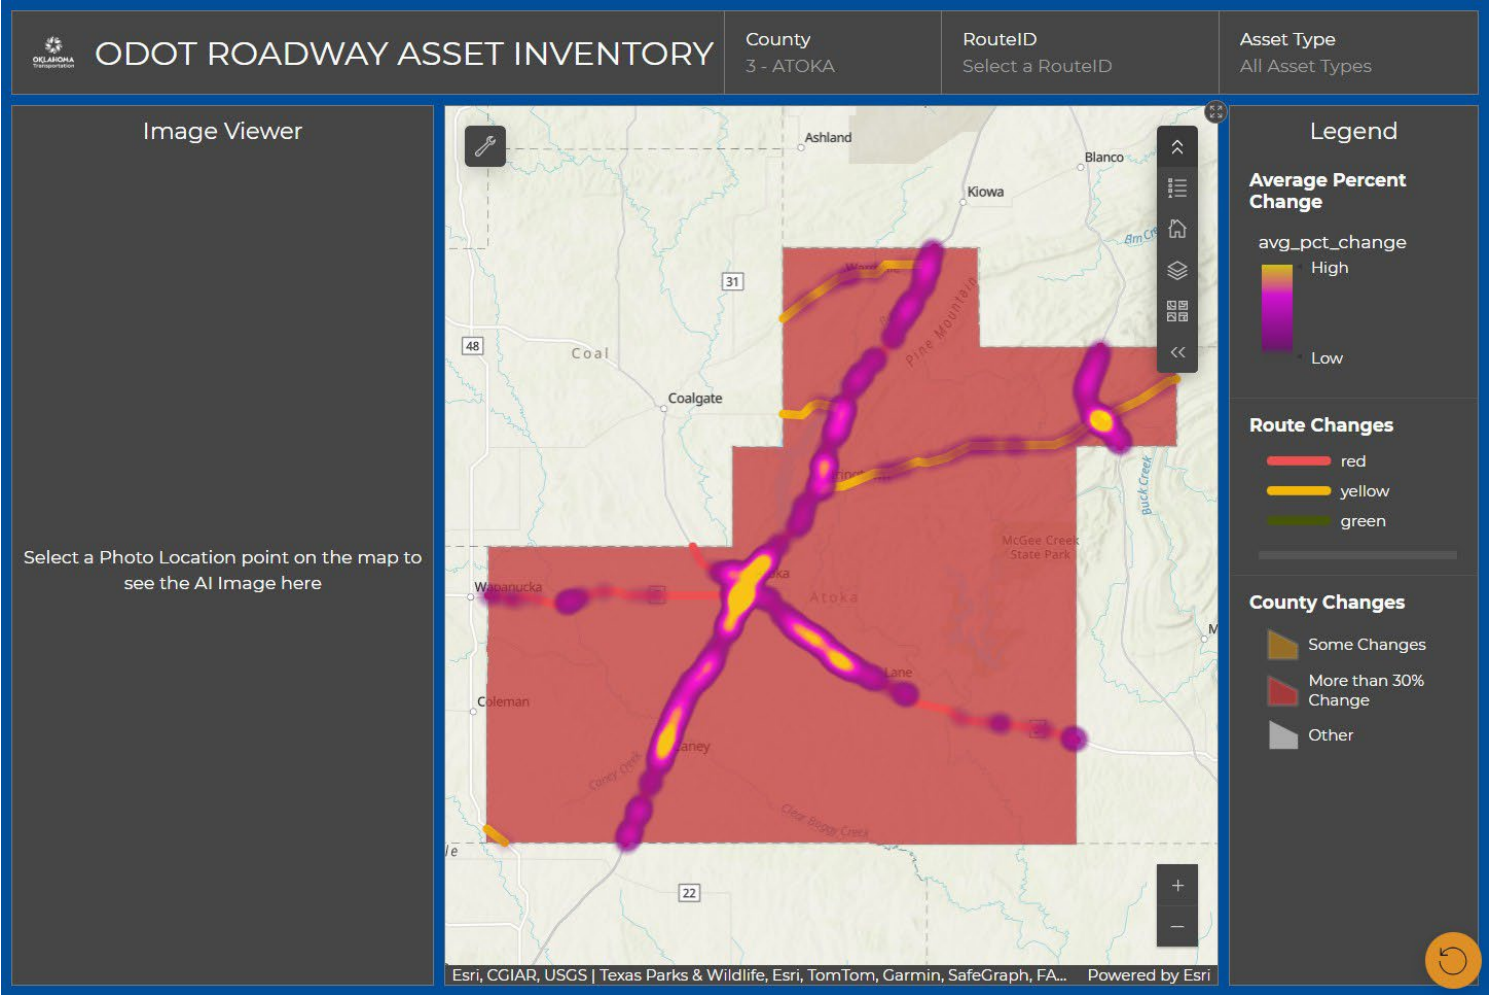 OKLAHOMA
Transportation
ODOT ROADWAY ASSET INVENTORY
County
3 - ATOKA
RouteID
Select a RouteID
Asset Type
All Asset Types
Image Viewer
Select a Photo Location point on the map to
see the AI Image here
Ashland
Blanco
Kiowa
31
Pine Mountain
48
Coal
Coalgate
Buck Creek
McGee Creek
State Park
Wapanucka
oka
Atoka
M
Lane
Coleman
aney
Caney Creek
Clear Boggy Creek
le
22
Esri, CGIAR, USGS | Texas Parks & Wildlife, Esri, TomTom, Garmin, SafeGraph, FA...
Powered by Esri
Legend
Average Percent
Change
avg_pct_change
High
Low
Route Changes
red
yellow
green
County Changes
Some Changes
More than 30%
Change
Other